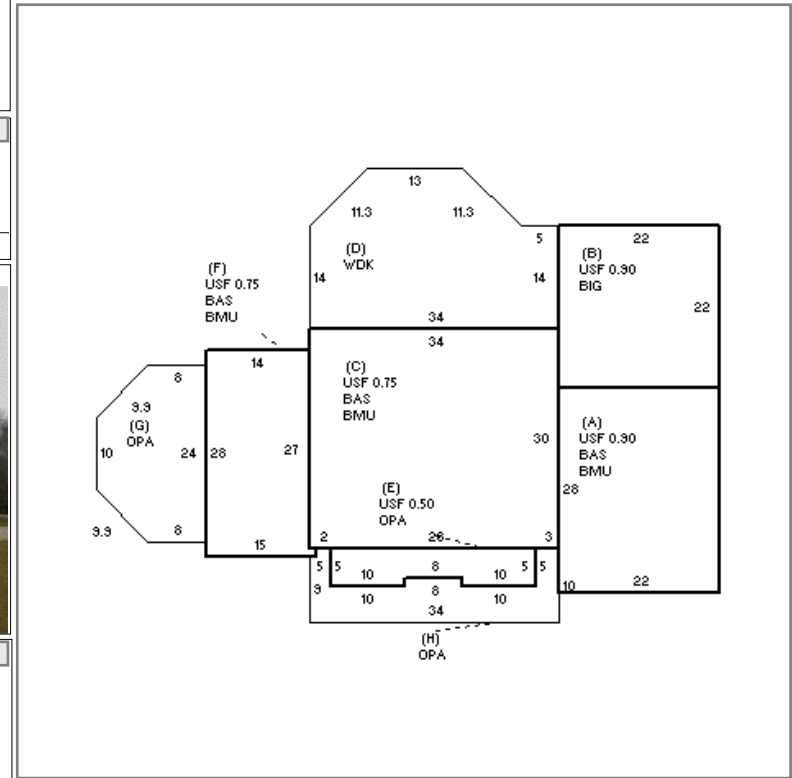 13
11.3 11.3
(D)
WDK
5
14
14
34
22
(B)
USF 0.90
BIG
22
(F)
USF 0.75
BAS
BMU
34
14
(C)
USF 0.75
BAS
BMU
8
9.9
(G)
OPA
10
24
28
27
30
(A)
USF 0.90
BAS
BMU
28
(E)
USF 0.50
OPA
9.9
8
15
2
3
5 5
10
8
10
5 5
9
10
8
10
34
10
22
(H)
OPA